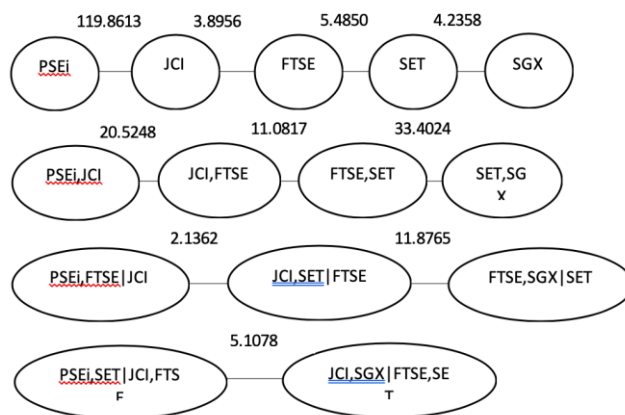 119.8613 3.8956 5.4850 4.2358
PSEi JCI FTSE SET SGX
20.5248 11.0817 33.4024
PSEi,JCI JCI,FTSE FTSE,SET SET,SG
X
2.1362 11.8765
PSEi,FTSE|JCI JCI,SET|FTSE FTSE,SGX|SET
5.1078
PSEi,SET|JCI,FTS JCI,SGX|FTSE,SE
E T